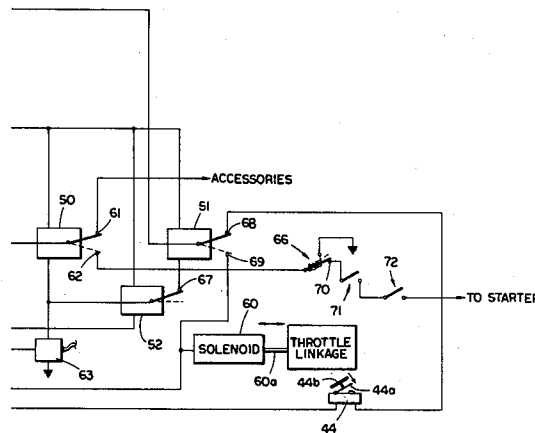 ACCESSORIES
50
61
51
68
66
62
69
70
72
67
71
TO STARTER
60
52
SOLENOID
THROTTLE
LINKAGE
63
60a
44b
44a
44